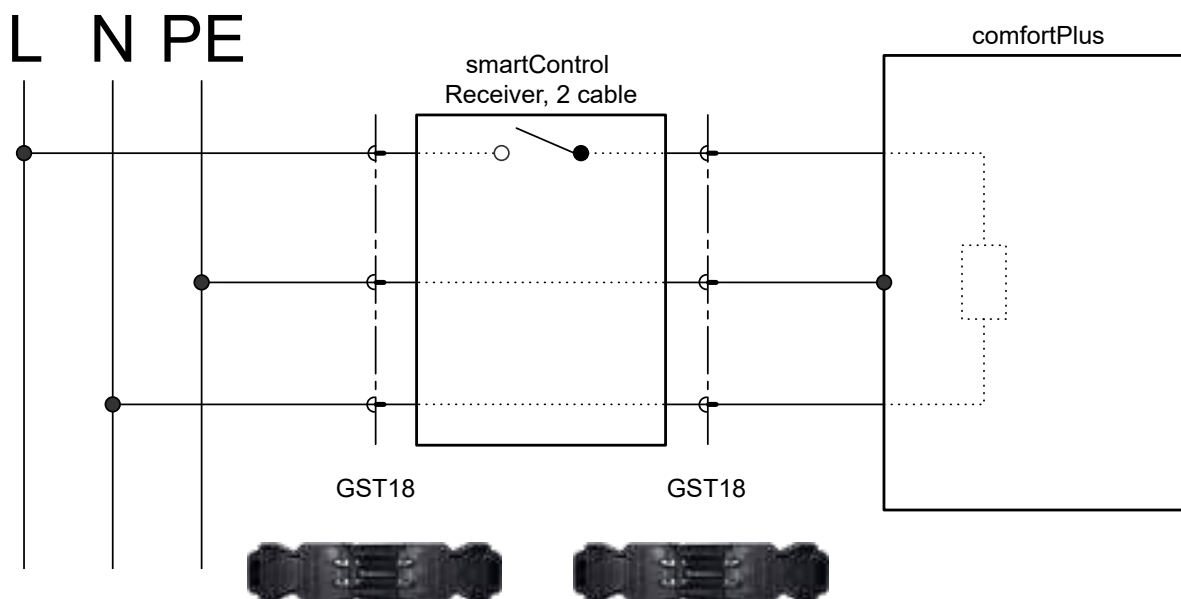 L N PE
smartControl
Receiver, 2 cable
comfortPlus
GST18
GST18